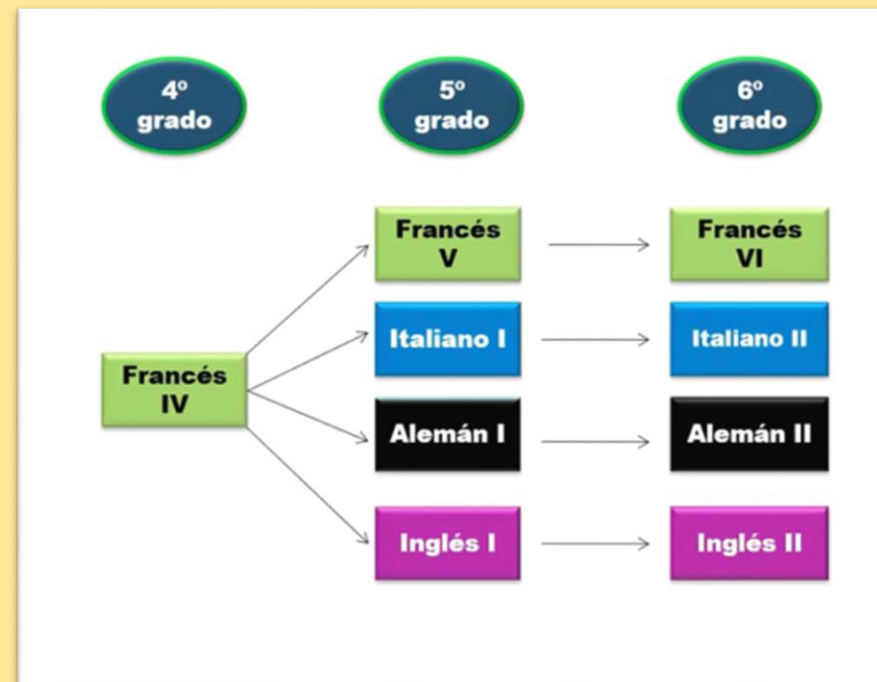 4º
grado
5º
grado
6º
grado
Francés
IV
Francés
V
Francés
VI
Italiano I
Italiano II
Alemán I
Alemán II
Inglés I
Inglés II